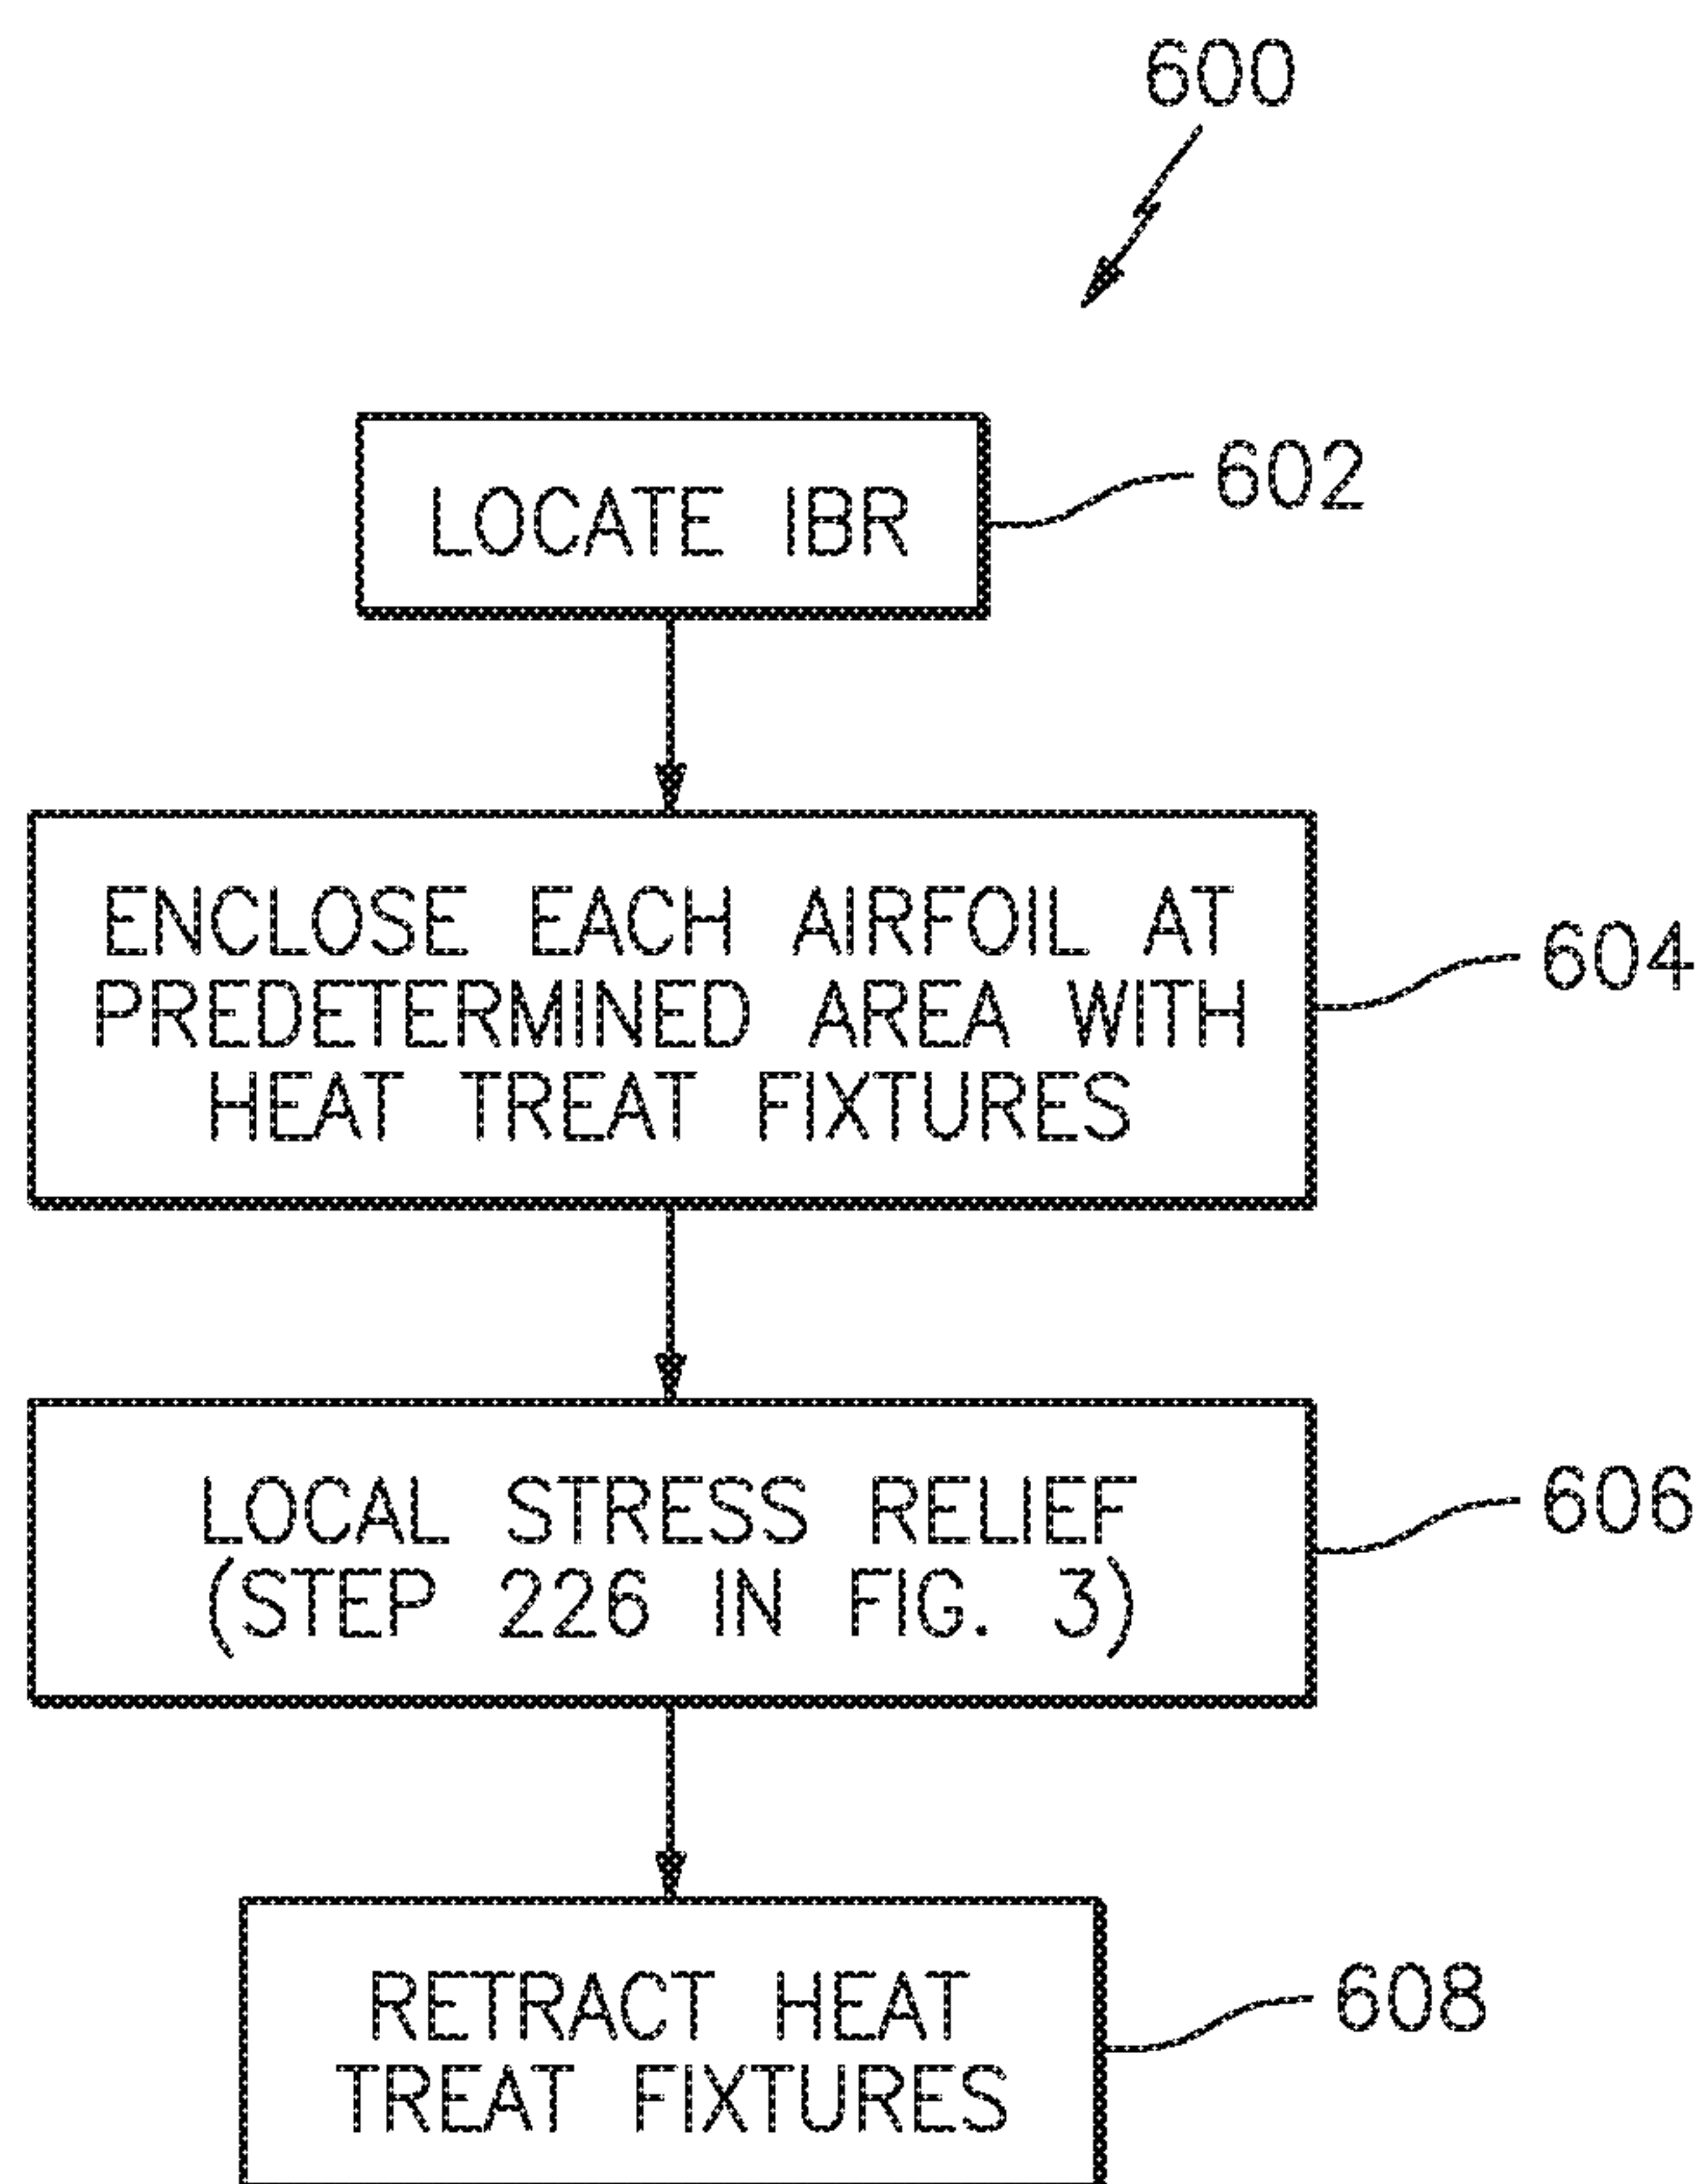 600
LOCATE IBR
602
ENCLOSE EACH AIRFOIL AT
PREDETERMINED AREA WITH
HEAT TREAT FIXTURES
604
LOCAL STRESS RELIEF
(STEP 226 IN FIG. 3)
606
RETRACT HEAT
TREAT FIXTURES
608